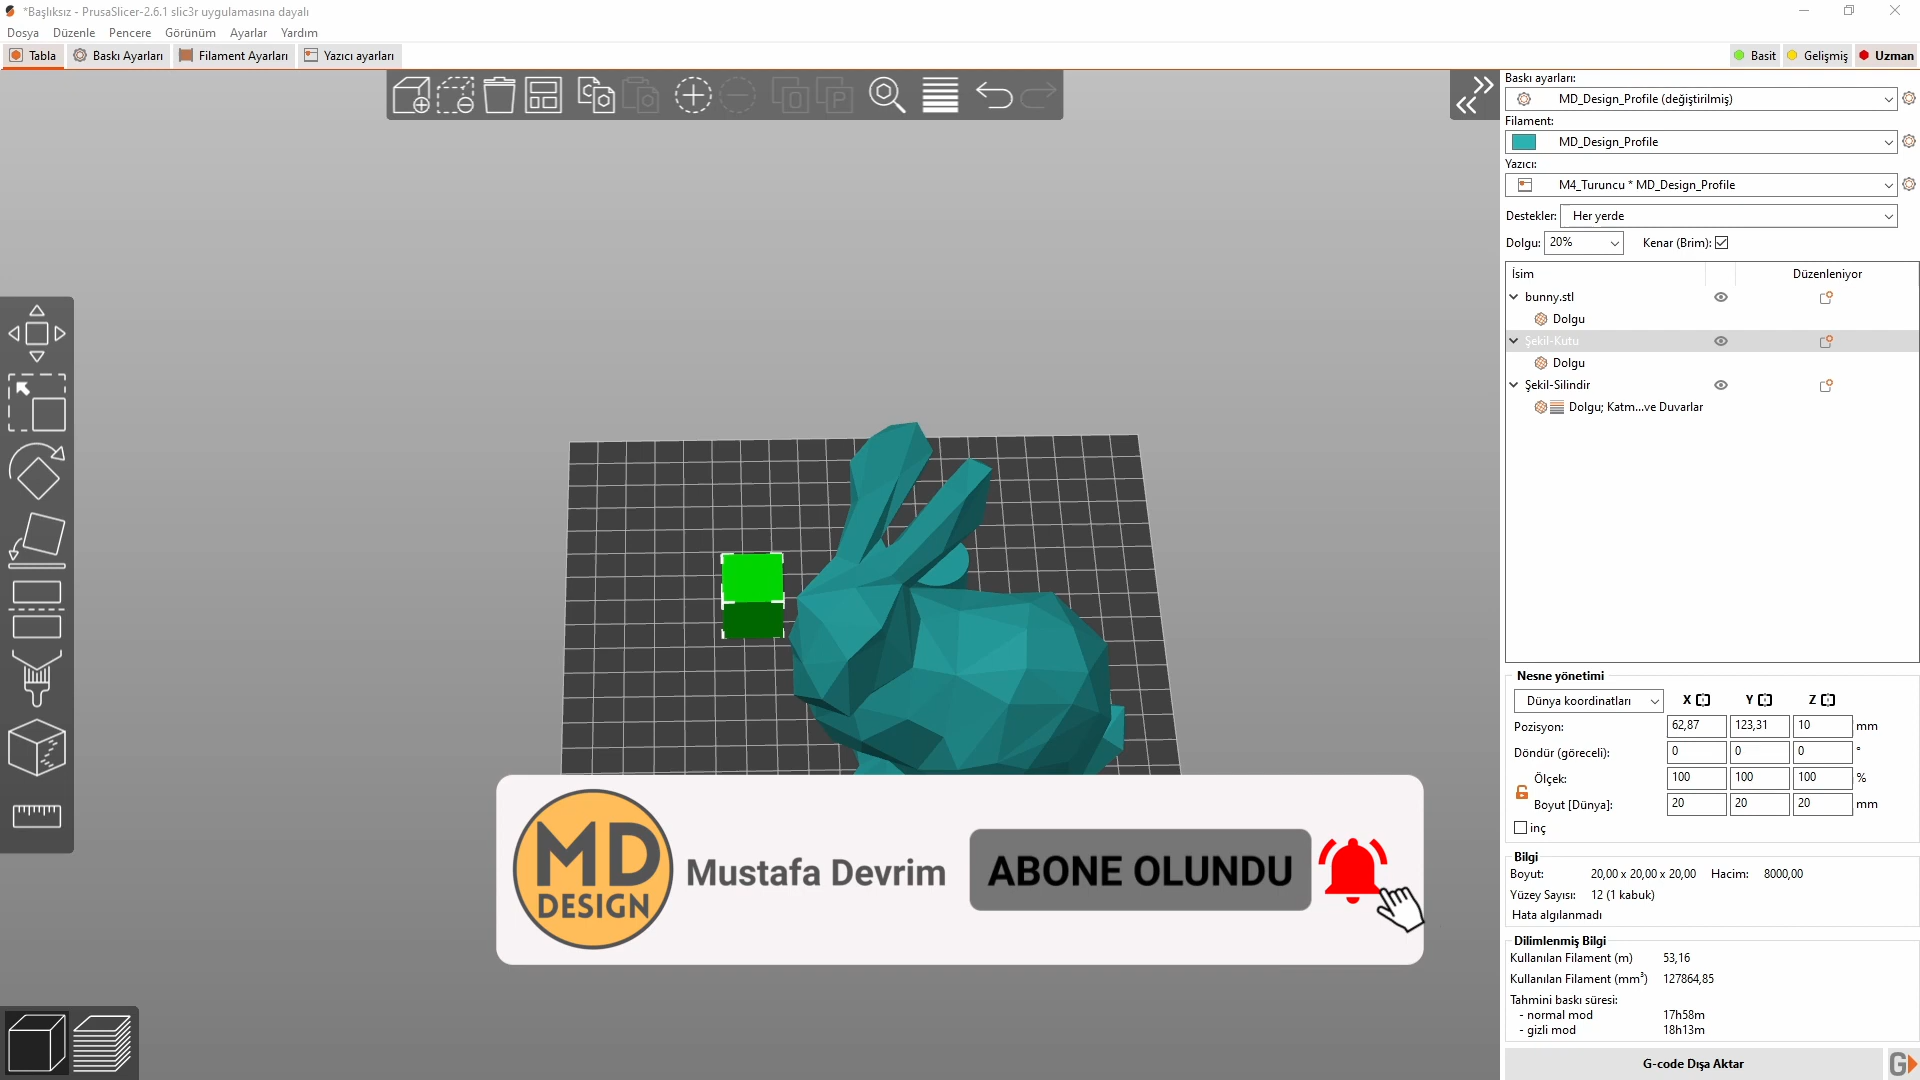 *Başlıksız - PrusaSlicer-2.6.1 slic3r uygulamasına dayalı
Dosya Düzenle Pencere Görünüm Ayarlar Yardım
Tabla Baskı Ayarları Filament Ayarları Yazıcı ayarları
Basit Gelişmiş Uzman
Baskı ayarları:
MD_Design_Profile (değiştirilmiş)
Filament:
MD_Design_Profile
Yazıcı:
M4_Turuncu * MD_Design_Profile
Destekler: Her yerde
Dolgu: 20% Kenar (Brim):
İsim Düzenleniyor
bunny.stl
Dolgu
Şekil-Kutu
Dolgu
Şekil-Silindir
Dolgu; Katm...ve Duvarlar
Nesne yönetimi
Dünya koordinatları X Y Z
Pozisyon: 62,87 123,31 10 mm
Döndür (göreceli): 0 0 0 °
Ölçek: 100 100 100 %
Boyut [Dünya]: 20 20 20 mm
inç
Bilgi
Boyut: 20,00 x 20,00 x 20,00 Hacim: 8000,00
Yüzey Sayısı: 12 (1 kabuk)
Hata algılanmadı
Dilimlenmiş Bilgi
Kullanılan Filament (m) 53,16
Kullanılan Filament (mm³) 127864,85
Tahmini baskı süresi:
- normal mod 17h58m
- gizli mod 18h13m
G-code Dışa Aktar
G
MD
DESIGN
Mustafa Devrim
ABONE OLUNDU